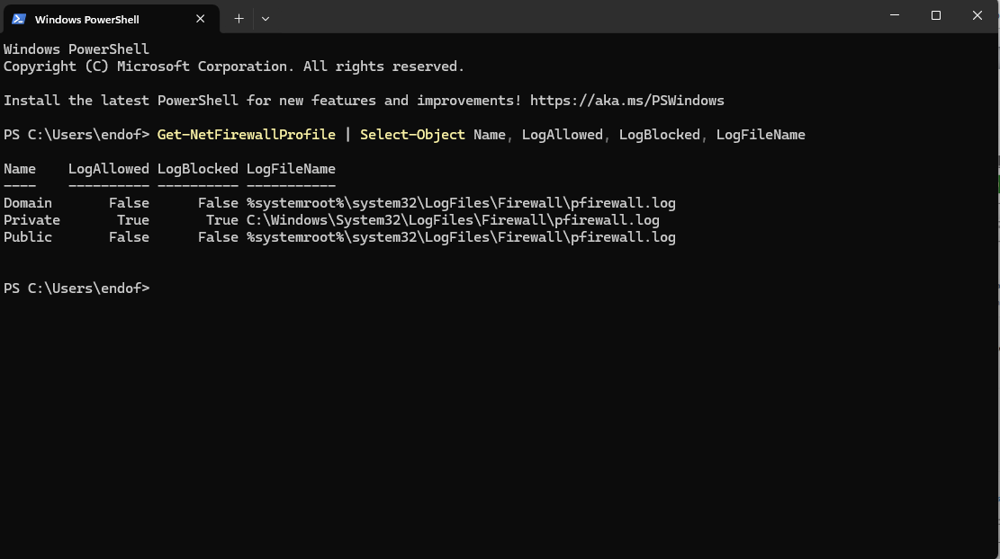 Windows PowerShell
Windows PowerShell
Copyright (C) Microsoft Corporation. All rights reserved.
Install the latest PowerShell for new features and improvements! https://aka.ms/PSWindows
PS C:\Users\endof> Get-NetFirewallProfile | Select-Object Name, LogAllowed, LogBlocked, LogFileName
Name    LogAllowed LogBlocked LogFileName
----    ---------- ---------- -----------
Domain       False      False %systemroot%\system32\LogFiles\Firewall\pfirewall.log
Private       True       True C:\Windows\System32\LogFiles\Firewall\pfirewall.log
Public       False      False %systemroot%\system32\LogFiles\Firewall\pfirewall.log
PS C:\Users\endof>